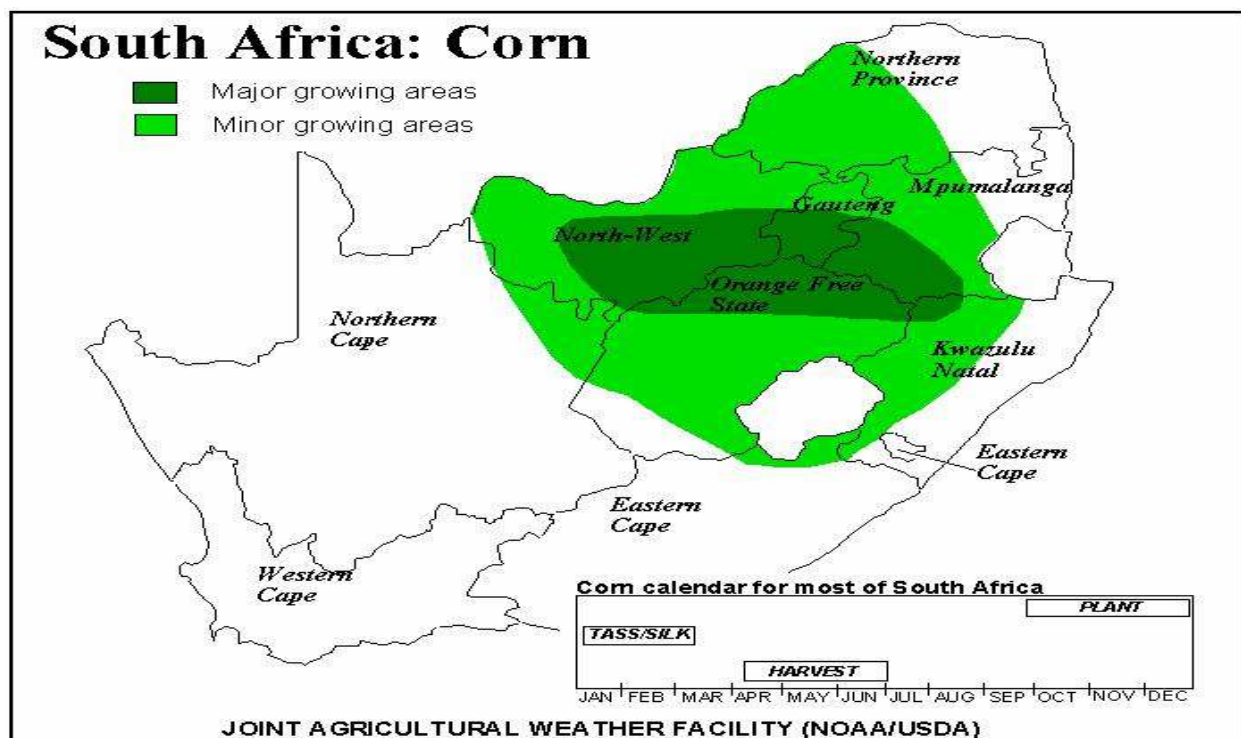 South Africa: Corn
Major growing areas
Minor growing areas
Northern
Province
Mpumalanga
Gauteng
North-West
Orange Free
State
Northern
Cape
Kwazulu
Natal
Eastern
Cape
Eastern
Cape
Western
Cape
Corn calendar for most of South Africa
PLANT
TASS/SILK
HARVEST
JAN FEB MAR APR MAY JUN JUL AUG SEP OCT NOV DEC
JOINT AGRICULTURAL WEATHER FACILITY (NOAA/USDA)